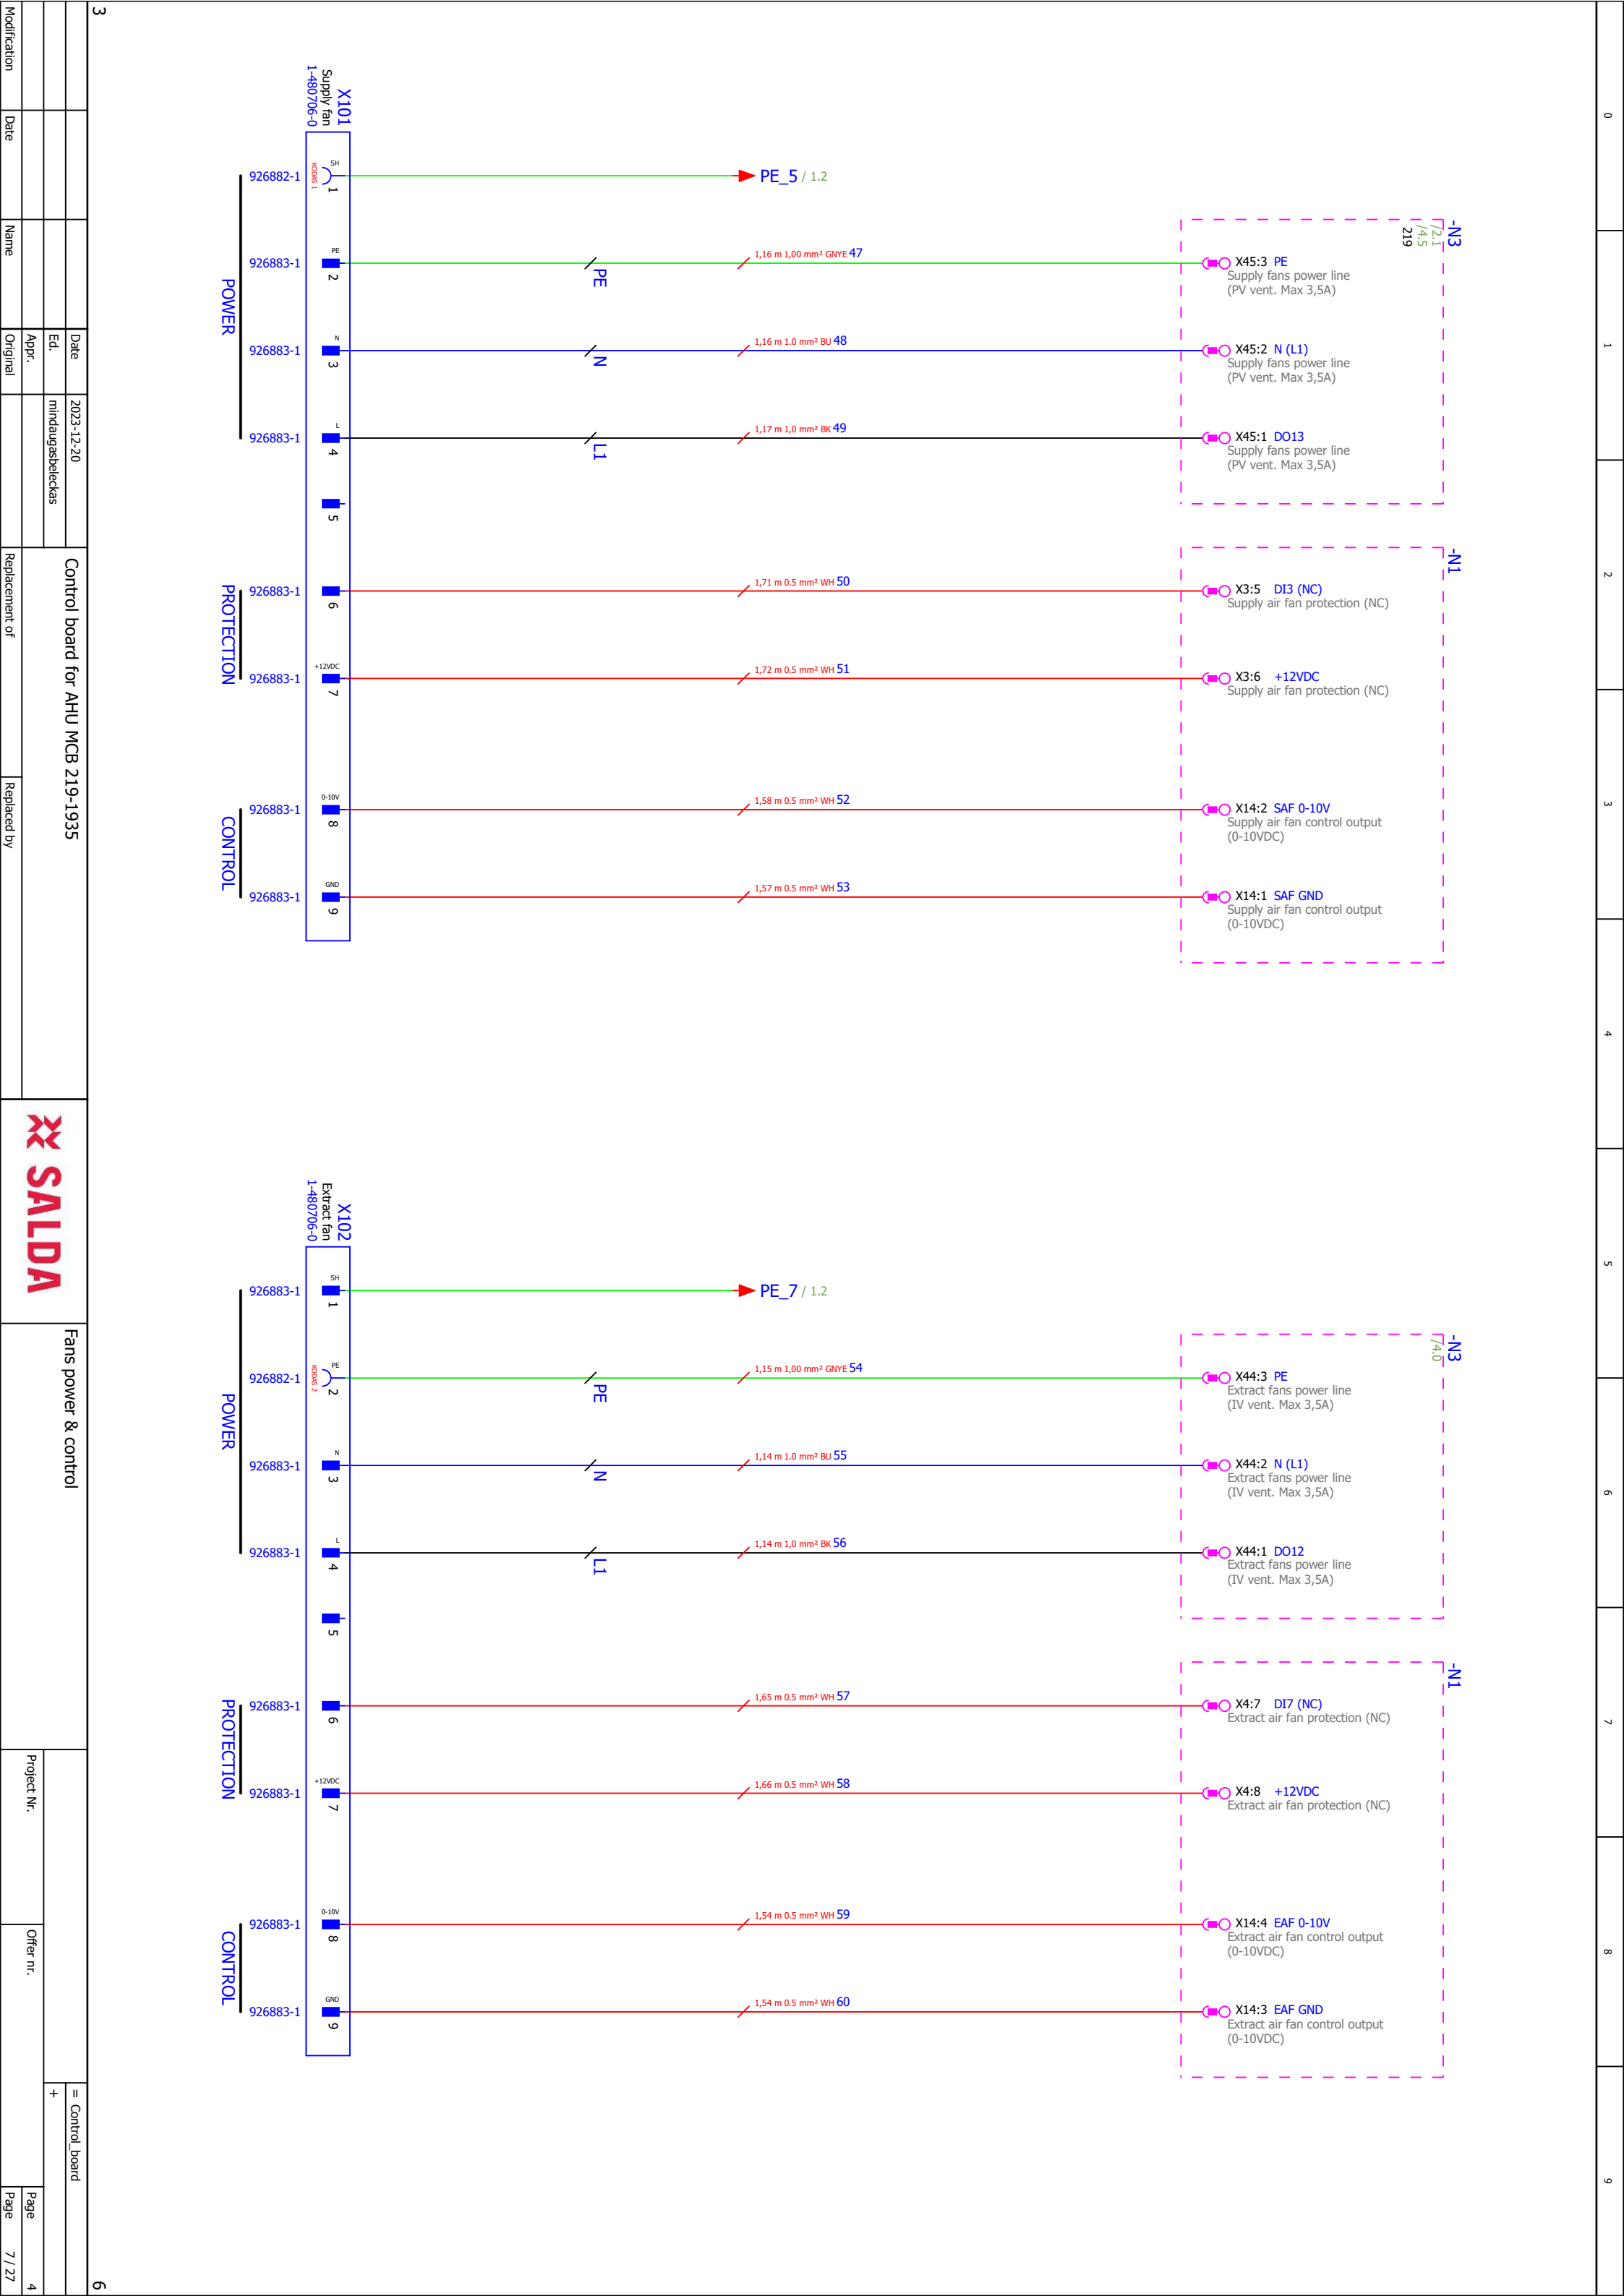 0
1
2
3
4
5
6
7
8
9
-N3
/2.1
/4.5
219
X45:3 PE
Supply fans power line
(PV vent. Max 3,5A)
X45:2 N (L1)
Supply fans power line
(PV vent. Max 3,5A)
X45:1 DO13
Supply fans power line
(PV vent. Max 3,5A)
-N1
X3:5 DI3 (NC)
Supply air fan protection (NC)
X3:6 +12VDC
Supply air fan protection (NC)
X14:2 SAF 0-10V
Supply air fan control output
(0-10VDC)
X14:1 SAF GND
Supply air fan control output
(0-10VDC)
-N3
/4.0
X44:3 PE
Extract fans power line
(IV vent. Max 3,5A)
X44:2 N (L1)
Extract fans power line
(IV vent. Max 3,5A)
X44:1 DO12
Extract fans power line
(IV vent. Max 3,5A)
-N1
X4:7 DI7 (NC)
Extract air fan protection (NC)
X4:8 +12VDC
Extract air fan protection (NC)
X14:4 EAF 0-10V
Extract air fan control output
(0-10VDC)
X14:3 EAF GND
Extract air fan control output
(0-10VDC)
PE_5 / 1.2
1,16 m 1,00 mm² GNYE 47
1,16 m 1.0 mm² BU 48
1,17 m 1,0 mm² BK 49
1,71 m 0.5 mm² WH 50
1,72 m 0.5 mm² WH 51
1,58 m 0.5 mm² WH 52
1,57 m 0.5 mm² WH 53
PE_7 / 1.2
1,15 m 1,00 mm² GNYE 54
1,14 m 1.0 mm² BU 55
1,14 m 1,0 mm² BK 56
1,65 m 0.5 mm² WH 57
1,66 m 0.5 mm² WH 58
1,54 m 0.5 mm² WH 59
1,54 m 0.5 mm² WH 60
PE
N
L1
PE
N
L1
X101
Supply fan
1-480706-0
SH
1
KODAS 1
926882-1
PE
2
926883-1
N
3
926883-1
L
4
926883-1
5
6
926883-1
+12VDC
7
926883-1
0-10V
8
926883-1
GND
9
926883-1
POWER
PROTECTION
CONTROL
X102
Extract fan
1-480706-0
SH
1
926883-1
PE
2
KODAS 2
926882-1
N
3
926883-1
L
4
926883-1
5
6
926883-1
+12VDC
7
926883-1
0-10V
8
926883-1
GND
9
926883-1
POWER
PROTECTION
CONTROL
3
6
Modification
Date
Name
Date
2023-12-20
Ed.
mindaugasbeleckas
Appr.
Original
Control board for AHU MCB 219-1935
Replacement of
Replaced by
SALDA
Fans power & control
Project Nr.
Offer nr.
= Control_board
+
Page 4
Page 7 / 27